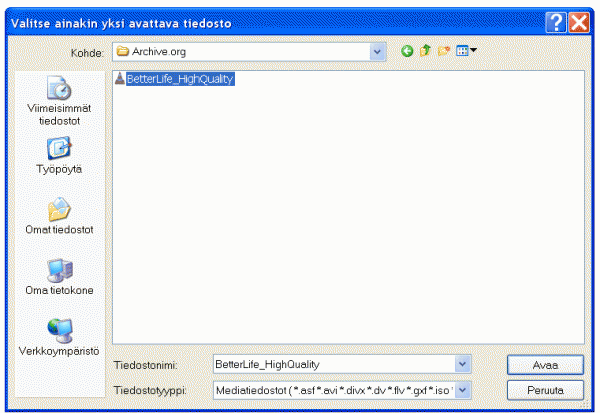 Valitse ainakin yksi avattava tiedosto
Kohde: Archive.org
BetterLife_HighQuality
Viimeisimmät
tiedostot
Työpöytä
Omat tiedostot
Oma tietokone
Verkkoympäristö
Tiedostonimi: BetterLife_HighQuality Avaa
Tiedostotyyppi: Mediatiedostot (*.asf *.avi *.divx *.dv *.flv *.gxf *.iso Peruuta